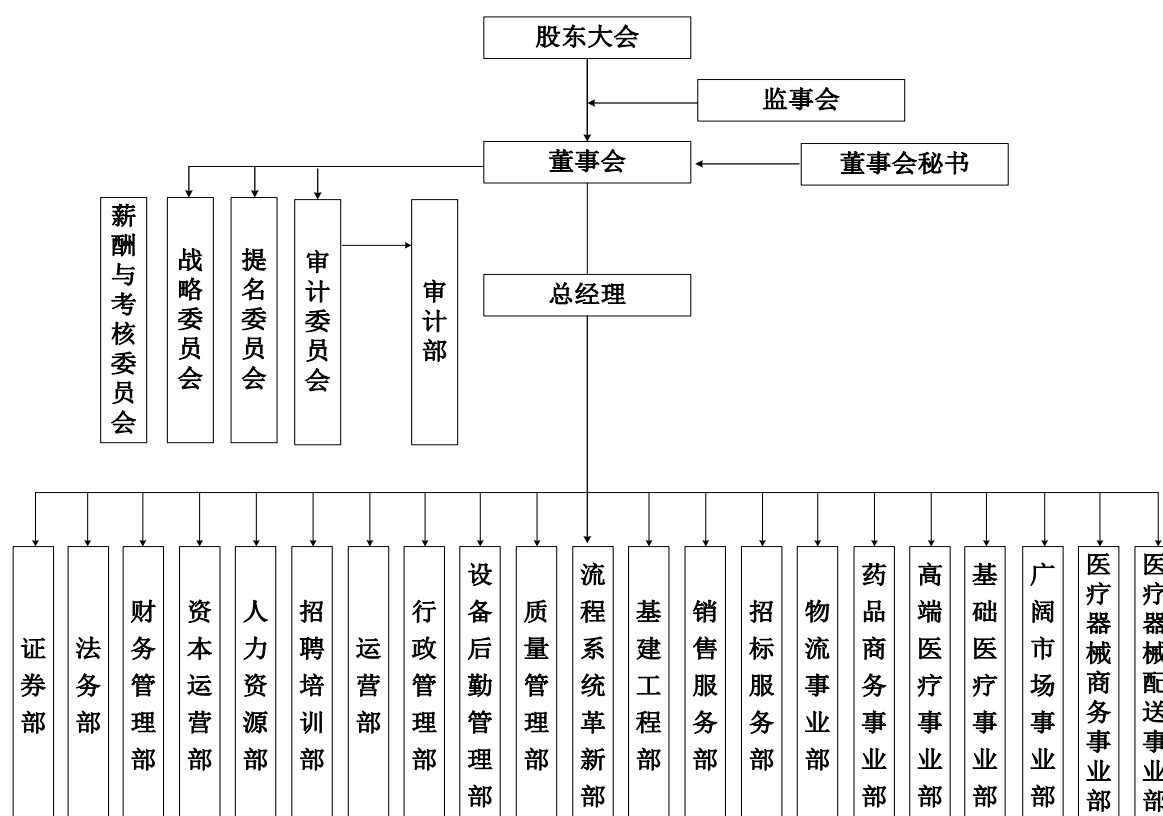 股东大会
监事会
董事会
董事会秘书
薪酬与考核委员会
战略委员会
提名委员会
审计委员会
审计部
总经理
证券部
法务部
财务管理部
资本运营部
人力资源部
招聘培训部
运营部
行政管理部
设备后勤管理部
质量管理部
流程系统革新部
基建工程部
销售服务部
招标服务部
物流事业部
药品商务事业部
高端医疗事业部
基础医疗事业部
广阔市场事业部
医疗器械商务事业部
医疗器械配送事业部